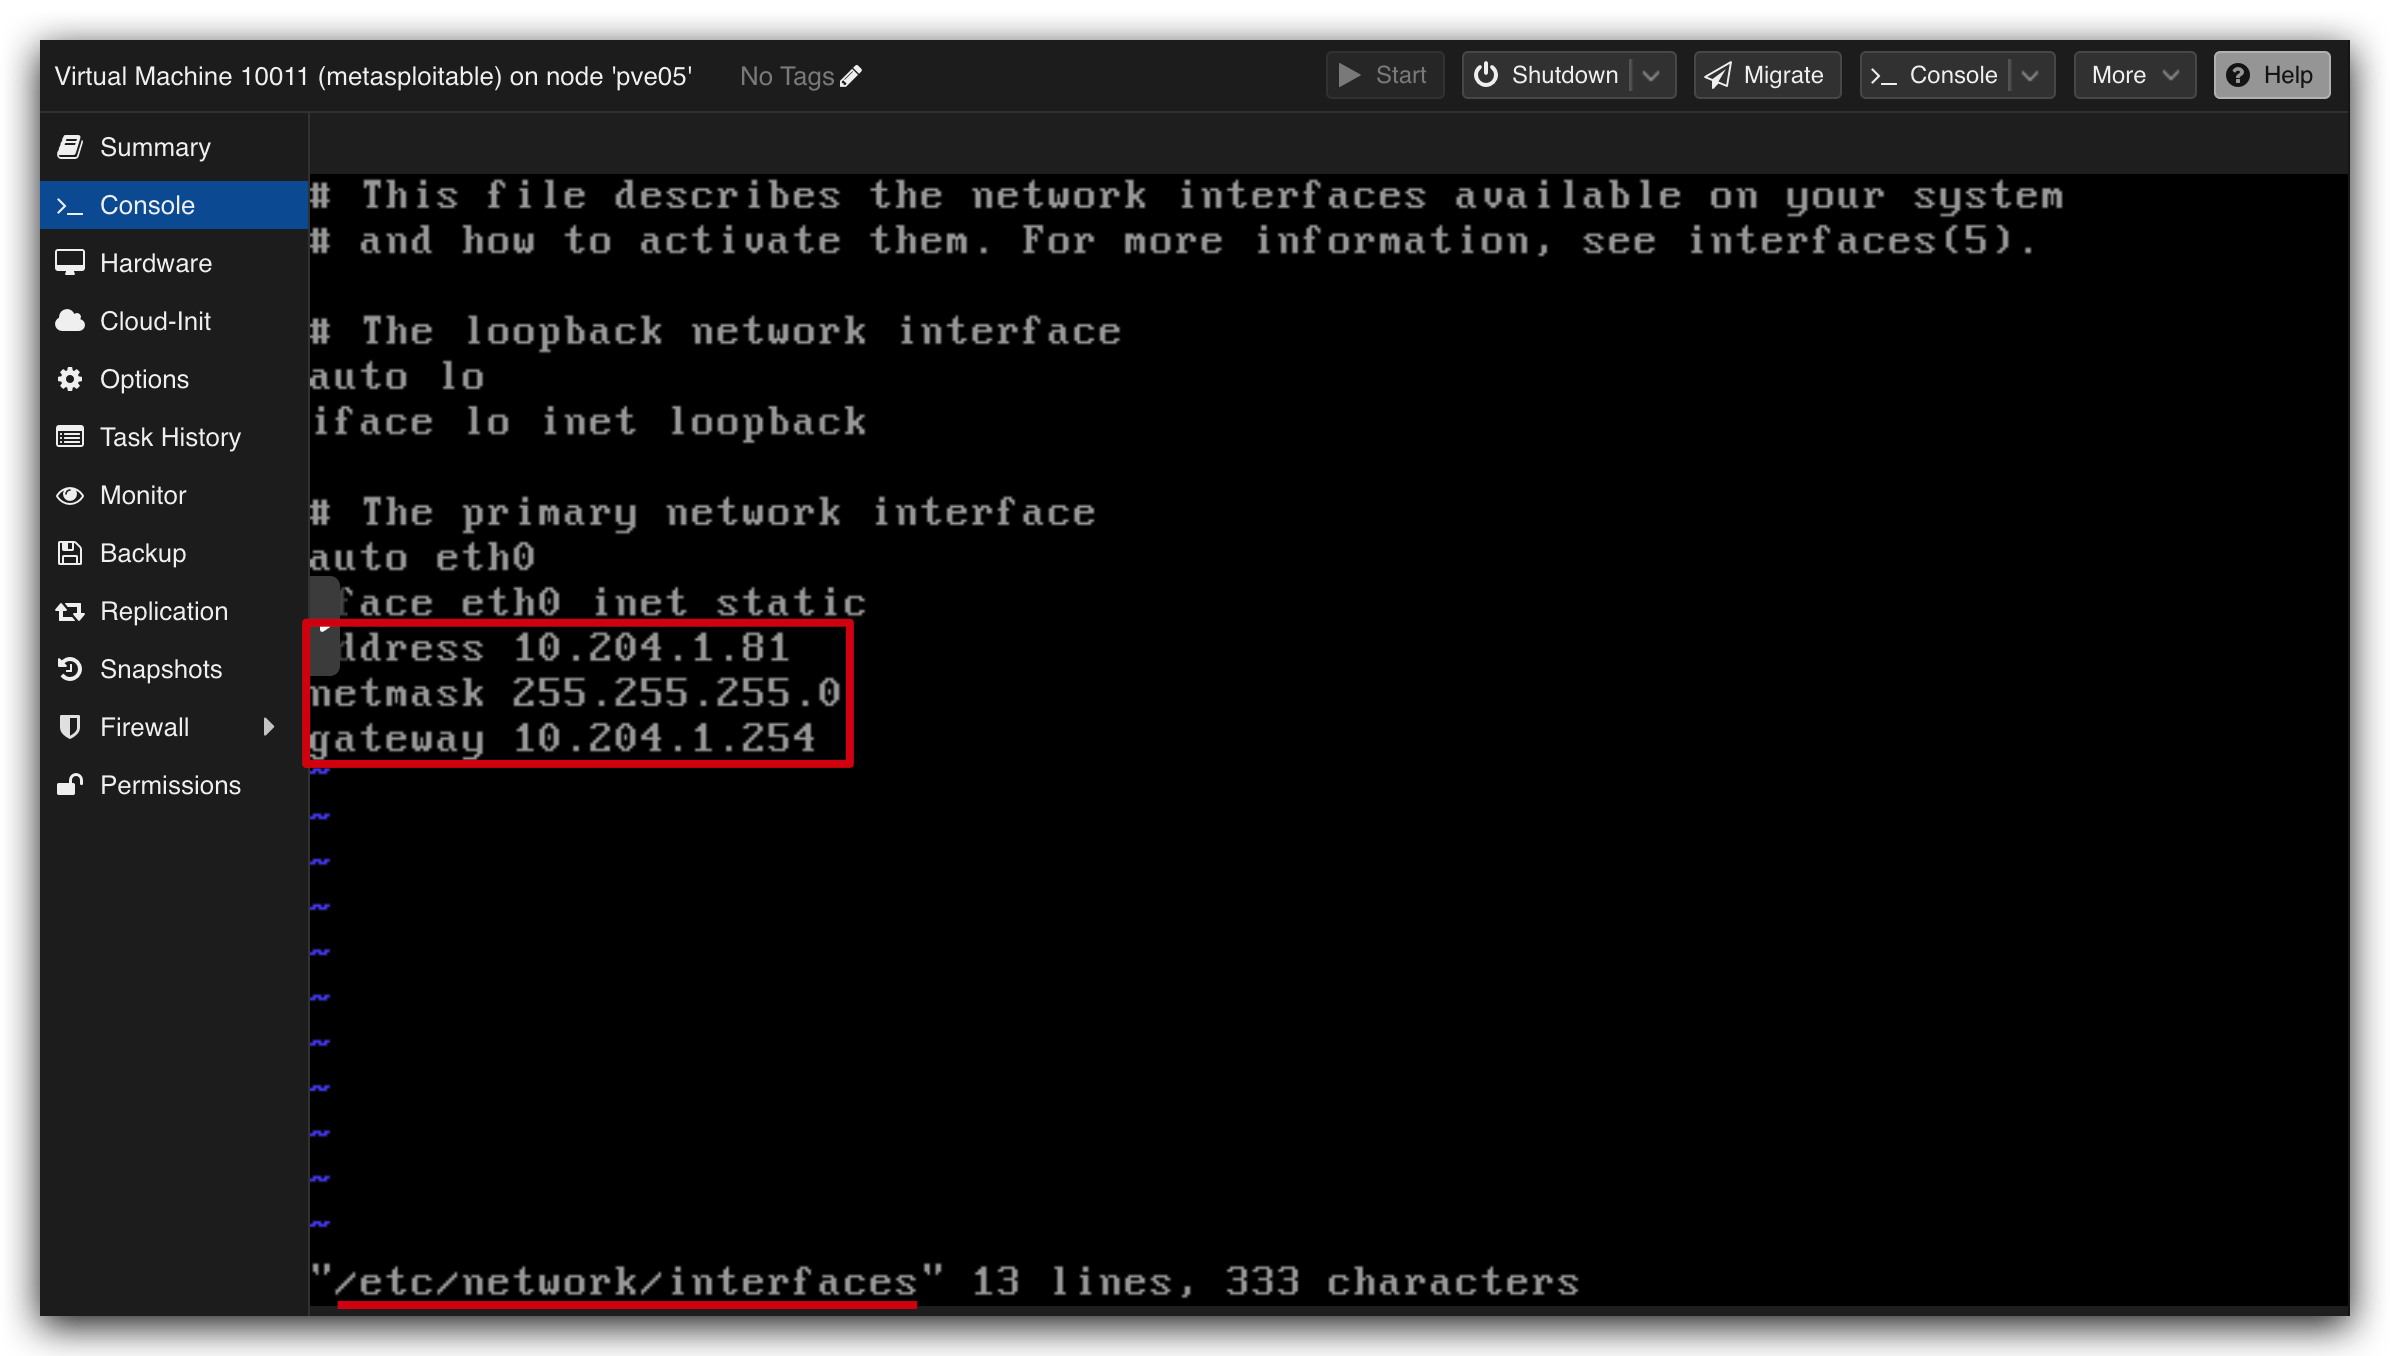 Virtual Machine 10011 (metasploitable) on node 'pve05' No Tags Start Shutdown Migrate >_ Console More Help
Summary
>_ Console
Hardware
Cloud-Init
Options
Task History
Monitor
Backup
Replication
Snapshots
Firewall
Permissions
# This file describes the network interfaces available on your system
# and how to activate them. For more information, see interfaces(5).
# The loopback network interface
auto lo
iface lo inet loopback
# The primary network interface
auto eth0
face eth0 inet static
ddress 10.204.1.81
netmask 255.255.255.0
gateway 10.204.1.254
~
~
~
~
~
~
~
~
~
~
~
"/etc/network/interfaces" 13 lines, 333 characters